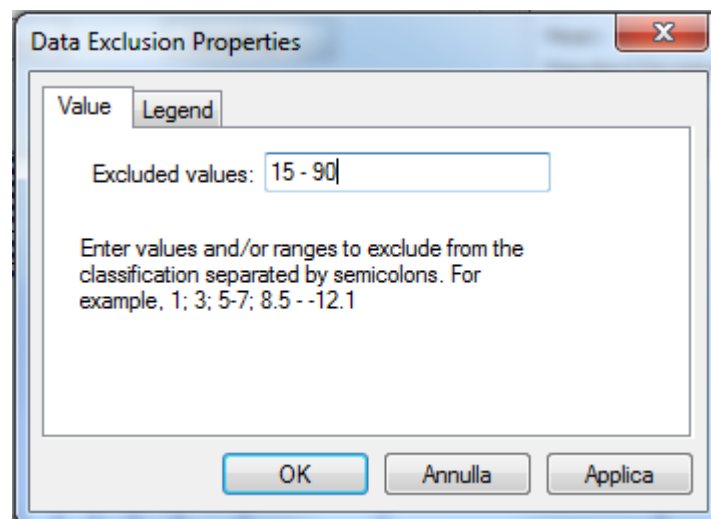 Data Exclusion Properties
Value
Legend
Excluded values: 15 - 90
Enter values and/or ranges to exclude from the
classification separated by semicolons. For
example, 1; 3; 5-7; 8.5 - -12.1
OK
Annulla
Applica